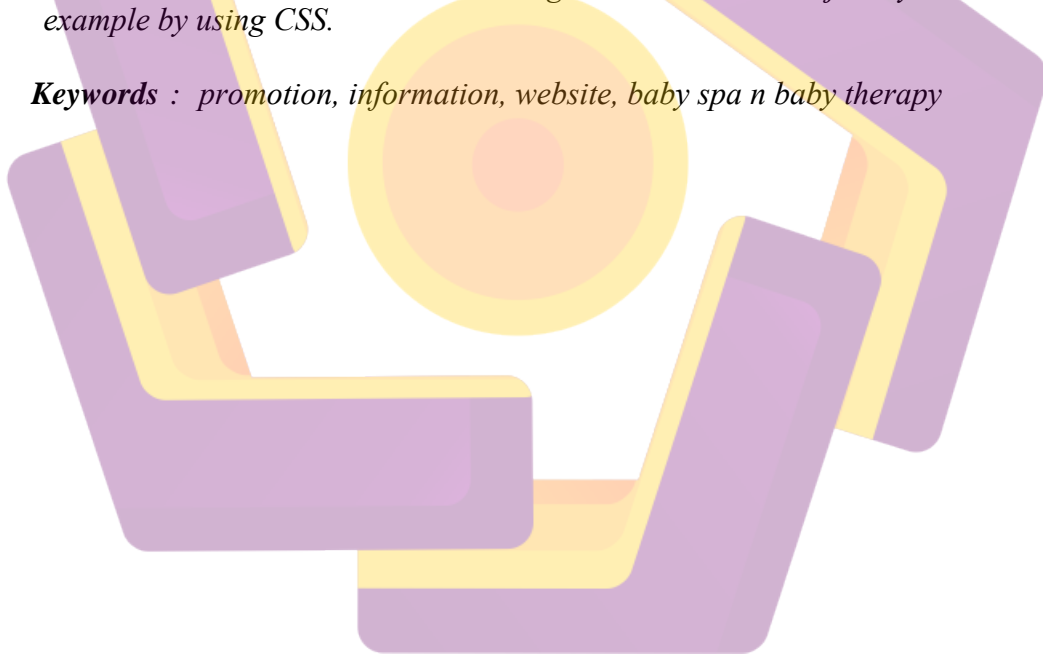 example by using CSS.
Keywords : promotion, information, website, baby spa n baby therapy